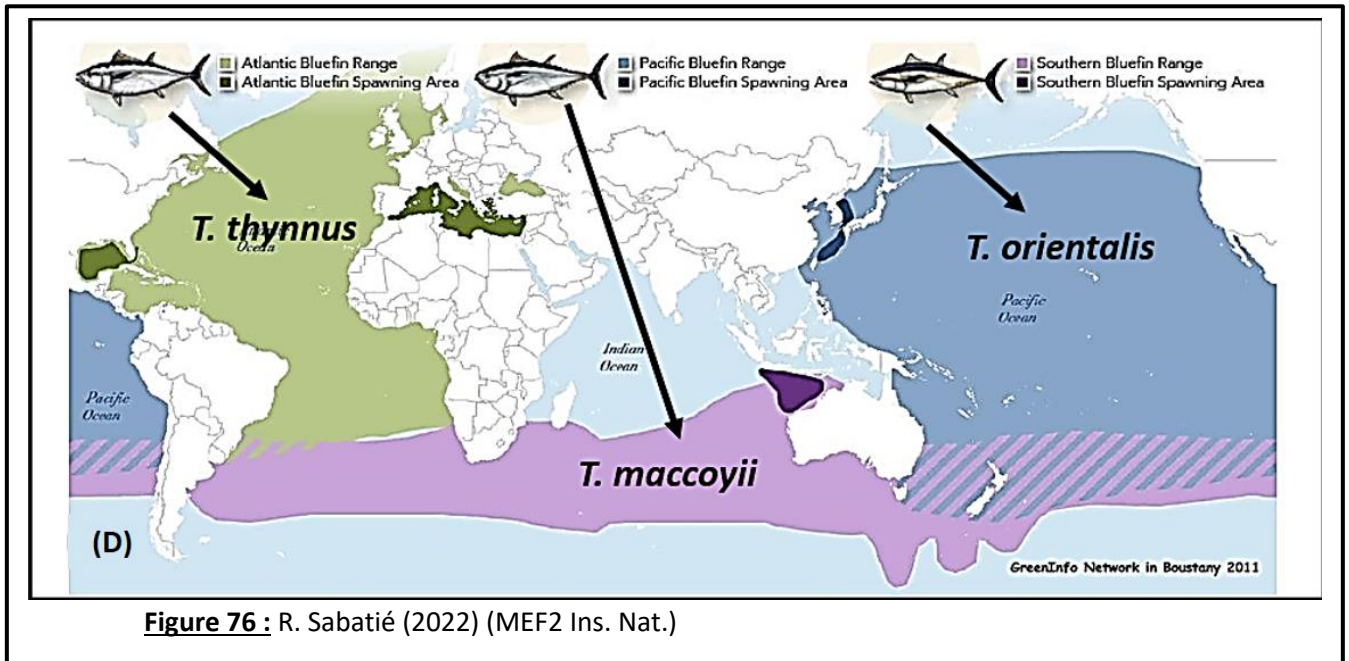 Atlantic Bluefin Range
Atlantic Bluefin Spawning Area
Pacific Bluefin Range
Pacific Bluefin Spawning Area
Southern Bluefin Range
Southern Bluefin Spawning Area
T. thynnus
Ocean
T. orientalis
Pacific
Ocean
Indian
Ocean
Pacific
Ocean
T. maccoyii
(D)
GreenInfo Network in Boustany 2011
Figure 76 : R. Sabatié (2022) (MEF2 Ins. Nat.)